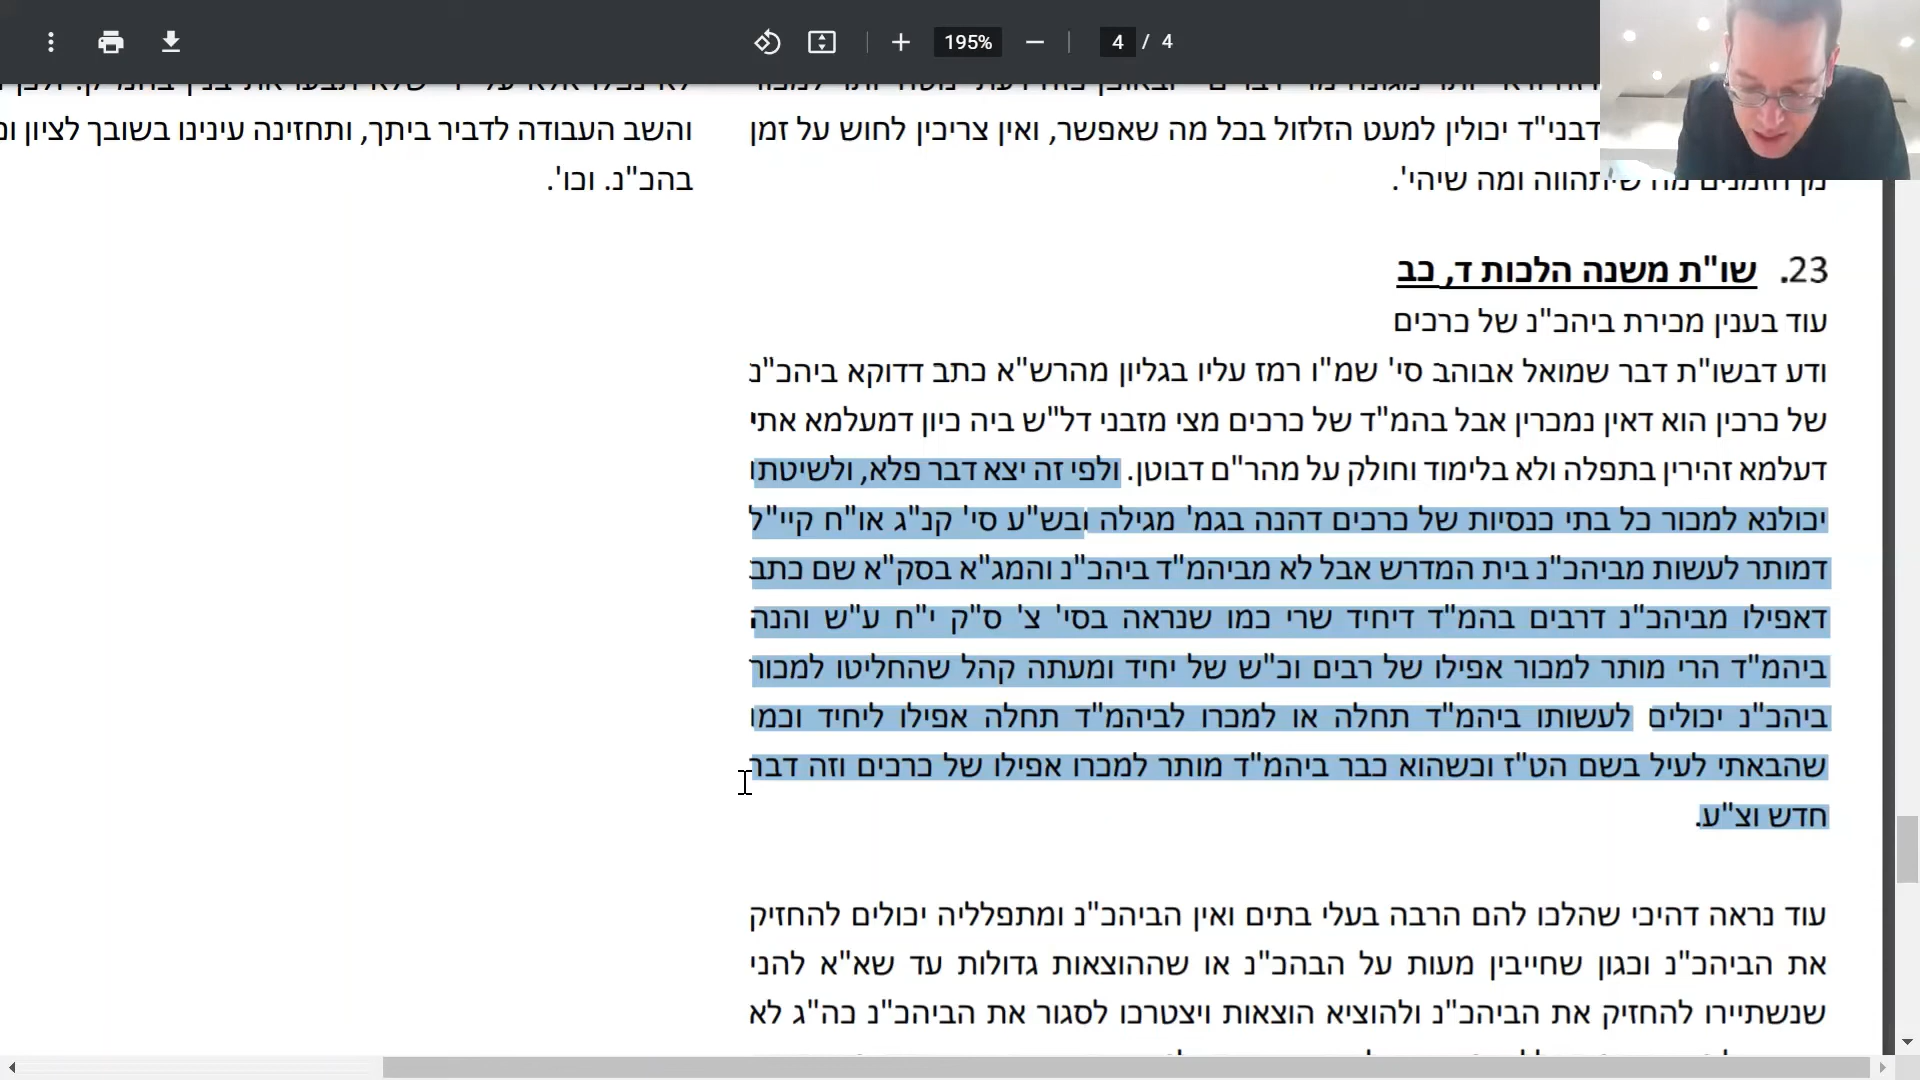 195%
4 / 4
דבני"ד יכולין למעט הזלזול בכל מה שאפשר, ואין צריכין לחוש על זמן
מן הזמנים מה שיתהווה ומה שיהי'.
והשב העבודה לדביר ביתך, ותחזינה עינינו בשובך לציון
בהכ"נ. וכו'.
23. שו"ת משנה הלכות ד, כב
עוד בענין מכירת ביהכ"נ של כרכים
ודע דבשו"ת דבר שמואל אבוהב סי' שמ"ו רמז עליו בגליון מהרש"א כתב דדוקא ביהכ"נ
של כרכין הוא דאין נמכרין אבל בהמ"ד של כרכים מצי מזבני דל"ש ביה כיון דמעלמא אתי
דעלמא זהירין בתפלה ולא בלימוד וחולק על מהר"ם דבוטן. ולפי זה יצא דבר פלא, ולשיטתו
יכולנא למכור כל בתי כנסיות של כרכים דהנה בגמ' מגילה ובש"ע סי' קנ"ג או"ח קיי"ל
דמותר לעשות מביהכ"נ בית המדרש אבל לא מביהמ"ד ביהכ"נ והמג"א בסק"א שם כתב
דאפילו מביהכ"נ דרבים בהמ"ד דיחיד שרי כמו שנראה בסי' צ' ס"ק י"ח ע"ש והנה
ביהמ"ד הרי מותר למכור אפילו של רבים וכ"ש של יחיד ומעתה קהל שהחליטו למכור
ביהכ"נ יכולים לעשותו ביהמ"ד תחלה או למכרו לביהמ"ד תחלה אפילו ליחיד וכמו
שהבאתי לעיל בשם הט"ז וכשהוא כבר ביהמ"ד מותר למכרו אפילו של כרכים וזה דבר
חדש וצ"ע.
עוד נראה דהיכי שהלכו להם הרבה בעלי בתים ואין הביהכ"נ ומתפלליה יכולים להחזיק
את הביהכ"נ וכגון שחייבין מעות על הבהכ"נ או שההוצאות גדולות עד שא"א להני
שנשתיירו להחזיק את הביהכ"נ ולהוציא הוצאות ויצטרכו לסגור את הביהכ"נ כה"ג לא